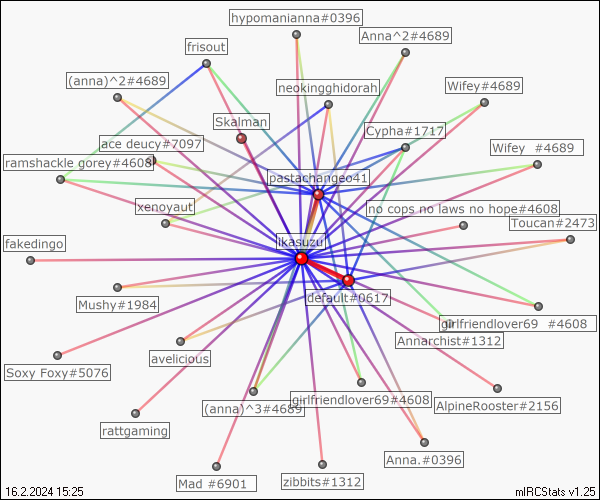 hypomanianna#0396
Anna^2#4689
frisout
(anna)^2#4689
neokingghidorah
Wifey#4689
Skalman
Cypha#1717
ace deucy#7097
Wifey #4689
ramshackle gorey#4608
pastachangeo41
xenoyaut
no cops no laws no hope#4608
Toucan#2473
ikasuzu
fakedingo
Mushy#1984
default#0617
girlfriendlover69 #4608
Annarchist#1312
avelicious
Soxy Foxy#5076
girlfriendlover69#4608
(anna)^3#4689
AlpineRooster#2156
rattgaming
Anna.#0396
Mad #6901
zibbits#1312
16.2.2024 15:25
mIRCStats v1.25